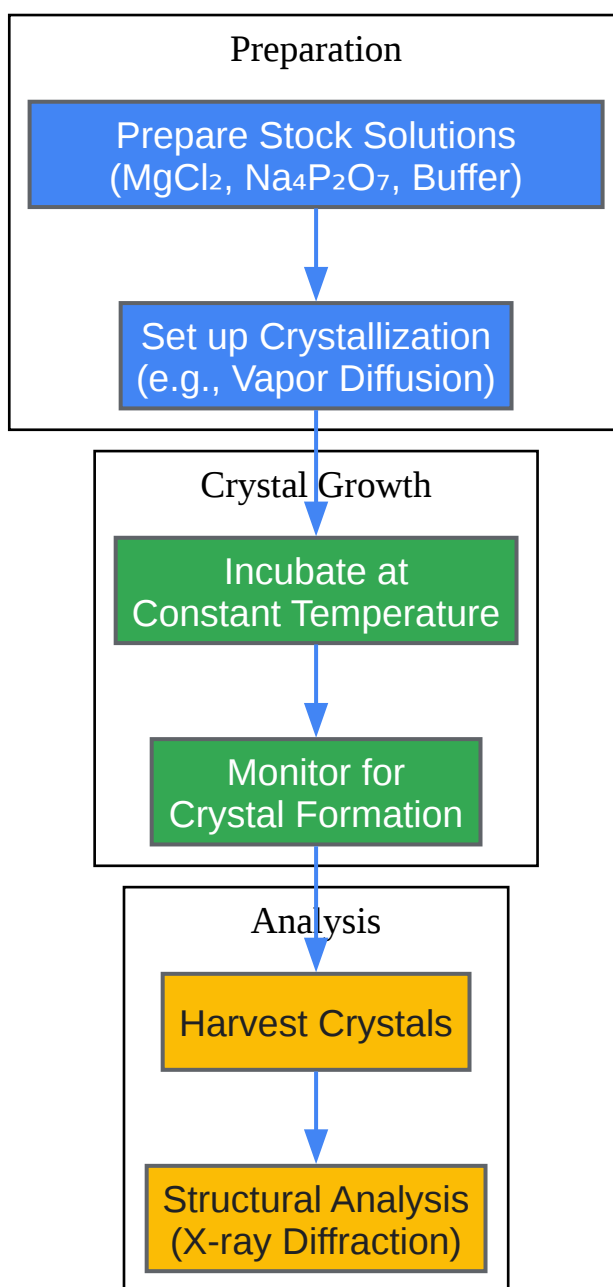 Preparation
Prepare Stock Solutions
(MgCl₂, Na₄P₂O₇, Buffer)
Set up Crystallization
(e.g., Vapor Diffusion)
Crystal Growth
Incubate at
Constant Temperature
Monitor for
Crystal Formation
Analysis
Harvest Crystals
Structural Analysis
(X-ray Diffraction)